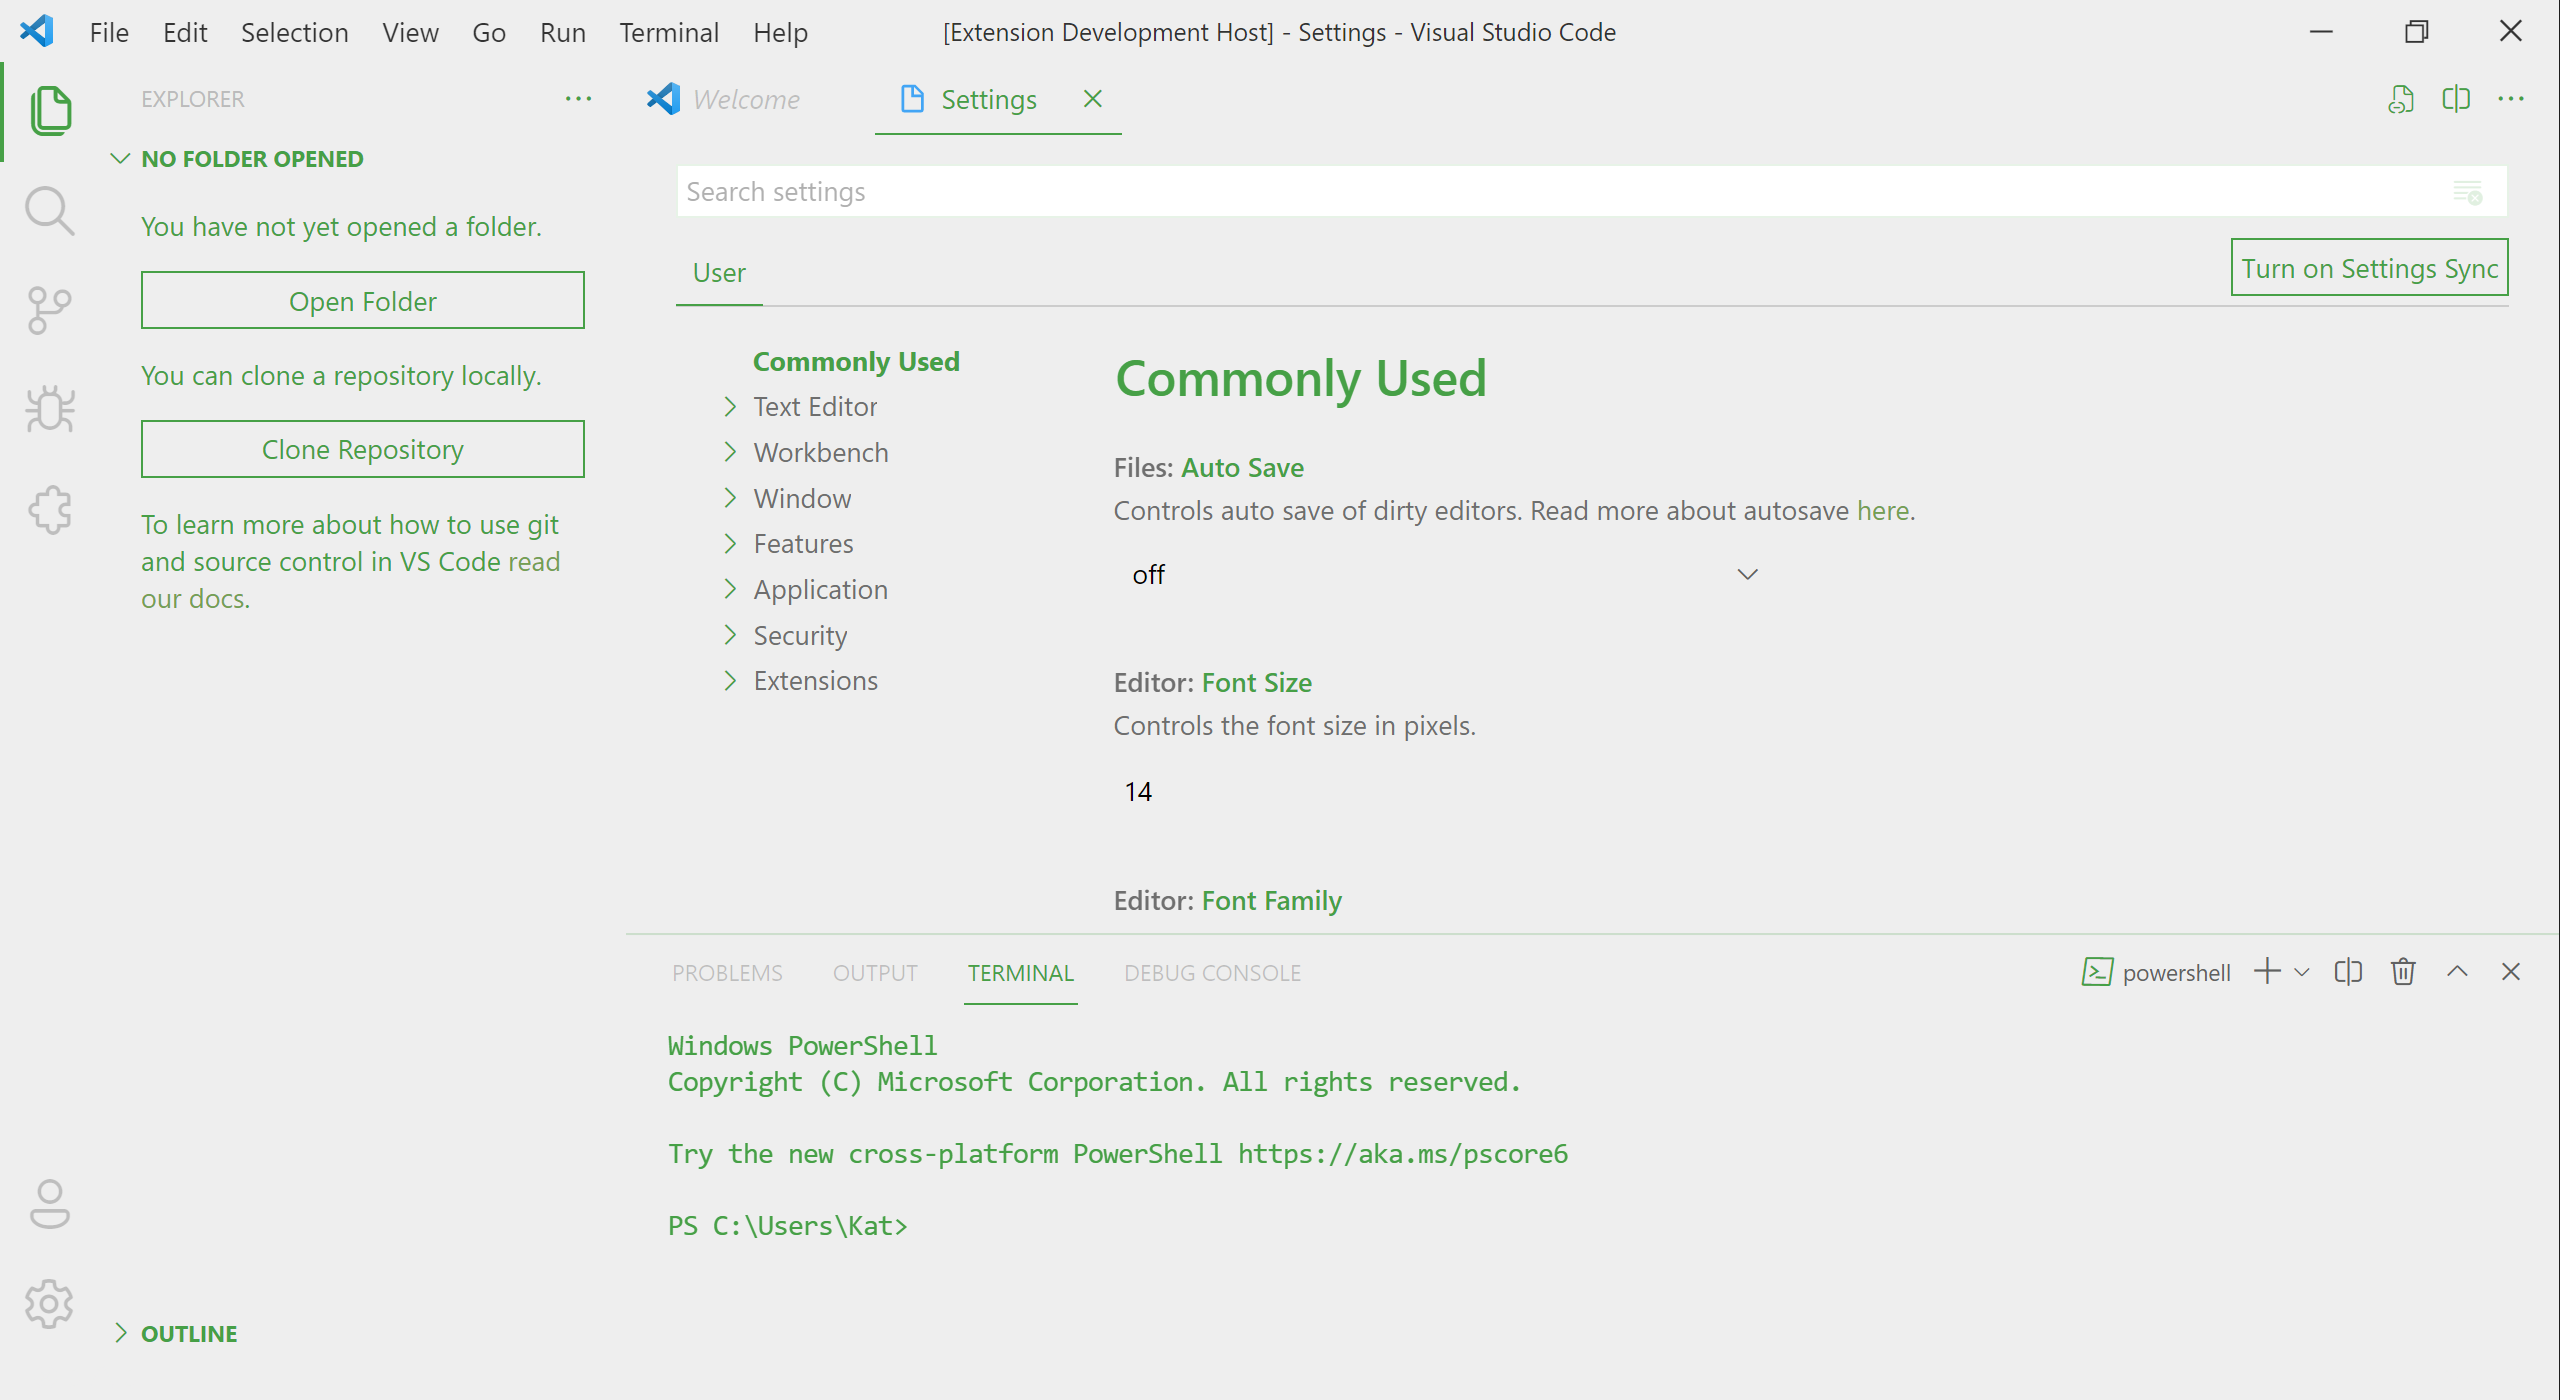 File Edit Selection View Go Run Terminal Help
[Extension Development Host] - Settings - Visual Studio Code
EXPLORER
NO FOLDER OPENED
You have not yet opened a folder.
Open Folder
You can clone a repository locally.
Clone Repository
To learn more about how to use git
and source control in VS Code read
our docs.
OUTLINE
Welcome
Settings
Search settings
User
Turn on Settings Sync
Commonly Used
Text Editor
Workbench
Window
Features
Application
Security
Extensions
Commonly Used
Files: Auto Save
Controls auto save of dirty editors. Read more about autosave here.
off
Editor: Font Size
Controls the font size in pixels.
14
Editor: Font Family
PROBLEMS OUTPUT TERMINAL DEBUG CONSOLE
powershell
Windows PowerShell
Copyright (C) Microsoft Corporation. All rights reserved.
Try the new cross-platform PowerShell https://aka.ms/pscore6
PS C:\Users\Kat>